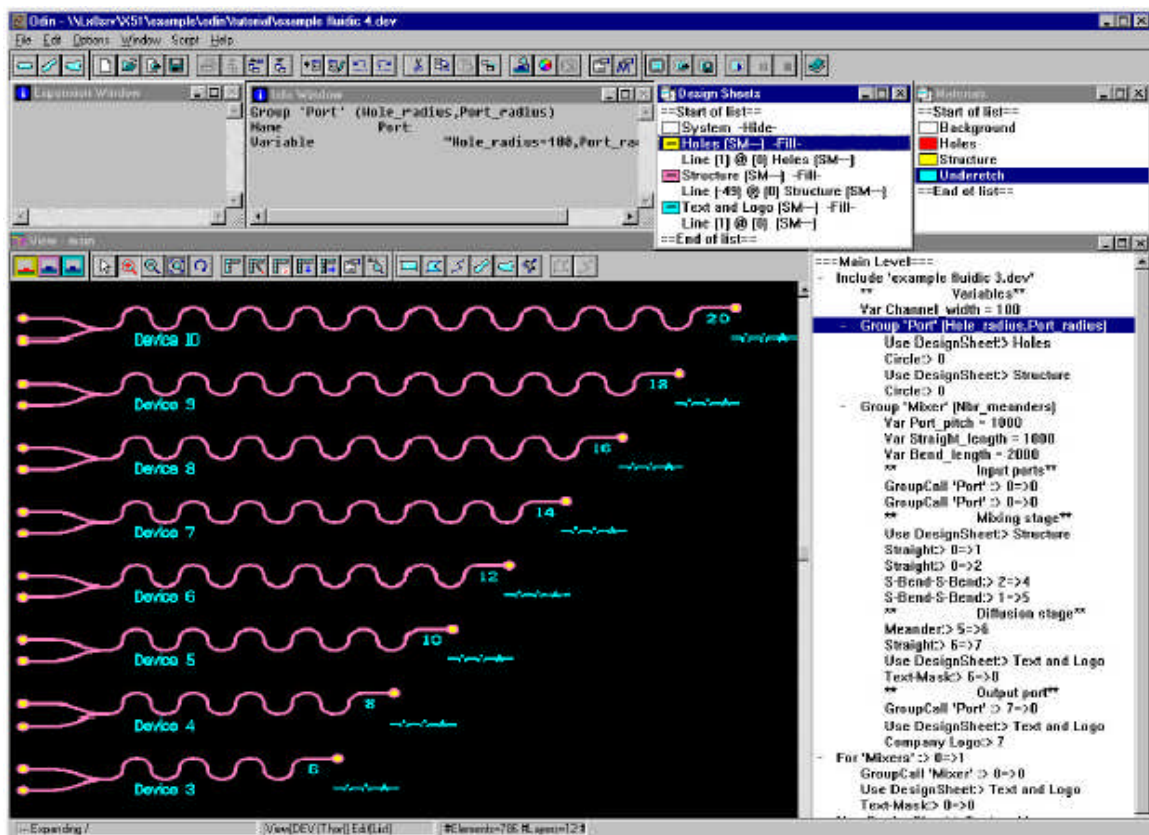 Odin - \\Lx0srv\X51\example\odin\tutorial\example fluidic 4.dev
File Edit Options Window Script Help
Expansion Window
Info Window
Design Sheets
Materials
Group 'Port' (Hole_radius,Port_radius)
Name Port
Variable "Hole_radius=100,Port_ra
==Start of list==
System -Hide-
Holes (SM--) -Fill-
Line (1) @ (0) Holes (SM--)
Structure (SM--) -Fill-
Line (-49) @ (0) Structure (SM--)
Text and Logo (SM--) -Fill-
Line (1) @ (0) (SM--)
==End of list==
==Start of list==
Background
Holes
Structure
Underetch
==End of list==
View - main
20
Device 10
18
Device 9
16
Device 8
14
Device 7
12
Device 6
10
Device 5
8
Device 4
6
Device 3
===Main Level===
- Include 'example fluidic 3.dev'
** Variables**
Var Channel_width = 100
- Group 'Port' (Hole_radius,Port_radius)
Use DesignSheet:> Holes
Circle:> 0
Use DesignSheet:> Structure
Circle:> 0
- Group 'Mixer' (Nbr_meanders)
Var Port_pitch = 1000
Var Straight_length = 1000
Var Bend_length = 2000
** Input ports**
GroupCall 'Port' :> 0=>0
GroupCall 'Port' :> 0=>0
** Mixing stage**
Use DesignSheet:> Structure
Straight:> 0=>1
Straight:> 0=>2
S-Bend-S-Bend:> 2=>4
S-Bend-S-Bend:> 1=>5
** Diffusion stage**
Meander:> 5=>6
Straight:> 6=>7
Use DesignSheet:> Text and Logo
Text-Mask:> 6=>0
** Output port**
GroupCall 'Port' :> 7=>0
Use DesignSheet:> Text and Logo
Company Logo:> 7
- For 'Mixers' :> 0=>1
GroupCall 'Mixer' :> 0=>0
Use DesignSheet:> Text and Logo
Text-Mask:> 0=>0
-- Expanding /
View[DEV (Thor)] Edit[List]
#Elements=786 #Layers=12